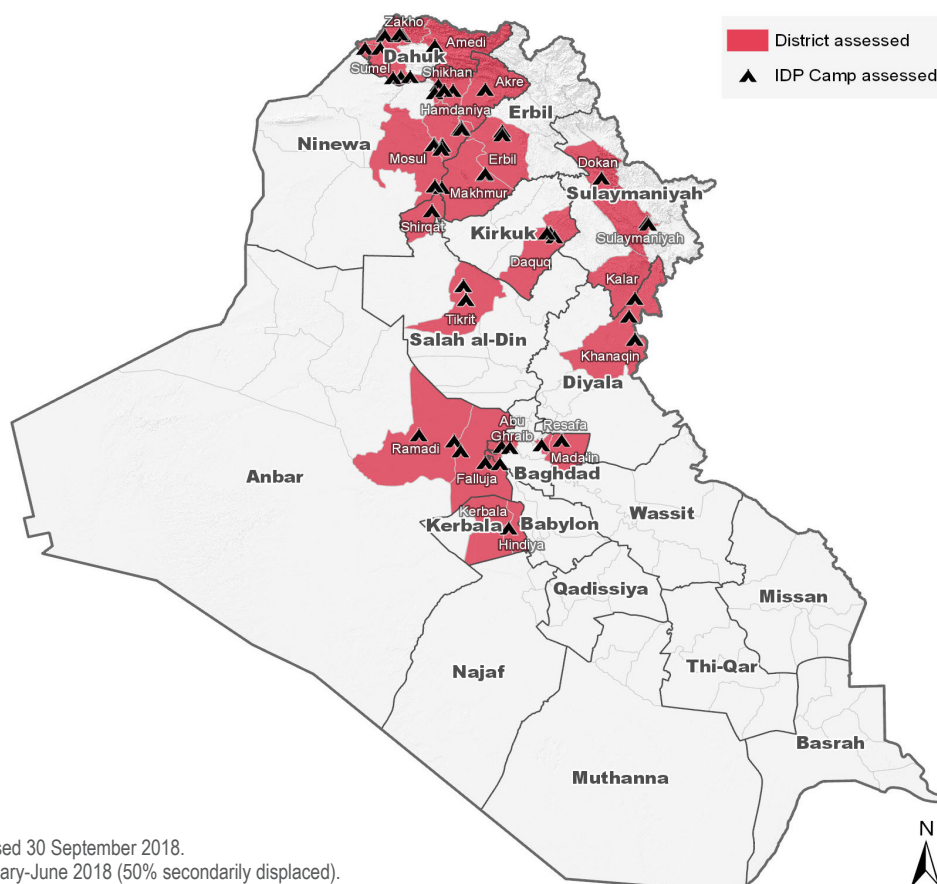 District assessed
IDP Camp assessed
Zakho
Amedi
Dahuk
Sumel
Shikhan
Akre
Hamdaniya
Erbil
Ninewa
Mosul
Erbil
Dokan
Makhmur
Sulaymaniyah
Shirqat
Kirkuk
Sulaymaniyah
Daquq
Kalar
Tikrit
Salah al-Din
Khanaqin
Diyala
Abu
Ghraib
Resafa
Ramadi
Mada'in
Anbar
Falluja
Baghdad
Kerbala
Kerbala
Babylon
Wassit
Hindiya
Qadissiya
Missan
Najaf
Thi-Qar
Basrah
Muthanna
sed 30 September 2018.
ary-June 2018 (50% secondarily displaced).
N